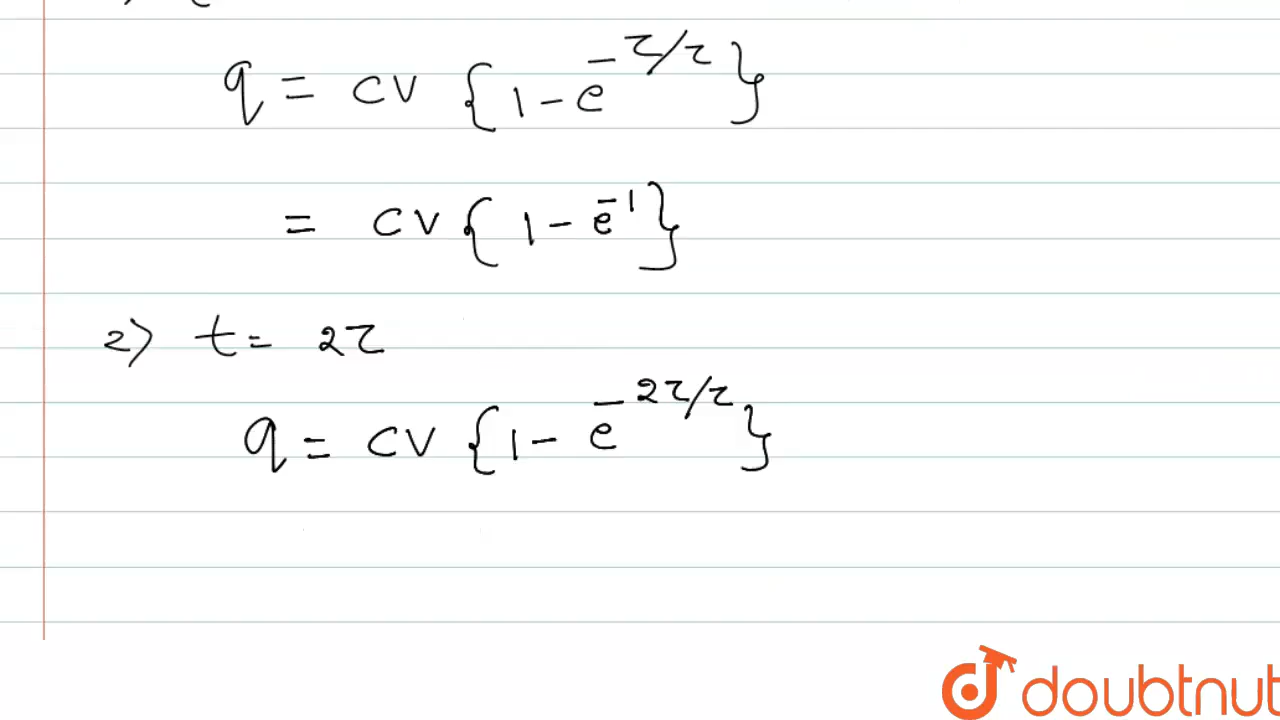 q = CV {1 - e^{-τ/τ}}
= CV {1 - e^{-1}}
2) t = 2τ
q = CV {1 - e^{-2τ/τ}}
doubtnut